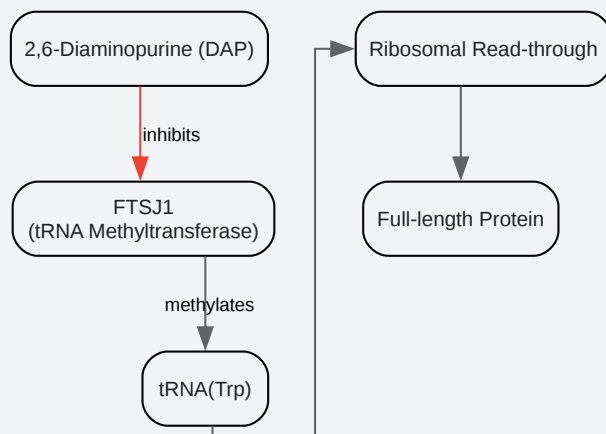 2,6-Diaminopurine (DAP)
inhibits
FTSJ1
(tRNA Methyltransferase)
methylates
tRNA(Trp)
Ribosomal Read-through
Full-length Protein